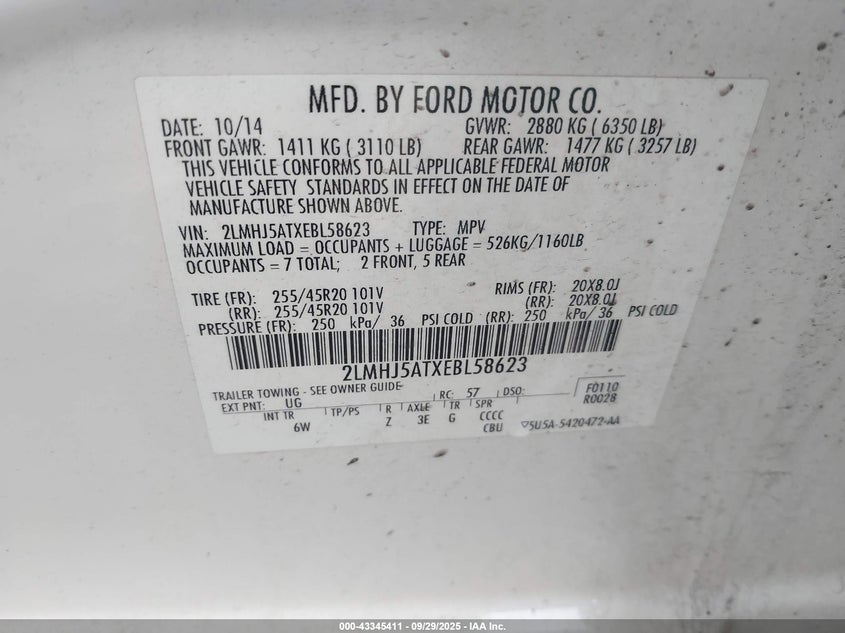 MFD. BY FORD MOTOR CO.
DATE: 10/14 GVWR: 2880 KG ( 6350 LB)
FRONT GAWR: 1411 KG ( 3110 LB) REAR GAWR: 1477 KG ( 3257 LB)
THIS VEHICLE CONFORMS TO ALL APPLICABLE FEDERAL MOTOR
VEHICLE SAFETY STANDARDS IN EFFECT ON THE DATE OF
MANUFACTURE SHOWN ABOVE.
VIN: 2LMHJ5ATXEBL58623 TYPE: MPV
MAXIMUM LOAD = OCCUPANTS + LUGGAGE = 526KG/1160LB
OCCUPANTS = 7 TOTAL; 2 FRONT, 5 REAR
TIRE (FR): 255/45R20 101V RIMS (FR): 20X8.0J
(RR): 255/45R20 101V (RR): 20X8.0J
PRESSURE (FR): 250 kPa/ 36 PSI COLD (RR): 250 kPa/ 36 PSI COLD
2LMHJ5ATXEBL58623
TRAILER TOWING - SEE OWNER GUIDE
EXT PNT: UG RC: 57 DSO: F0110
R0028
INT TR TP/PS R AXLE TR SPR
6W Z 3E G CCCC
CBU 5U5A-5420472-AA
000-43345411 - 09/29/2025 - IAA Inc.